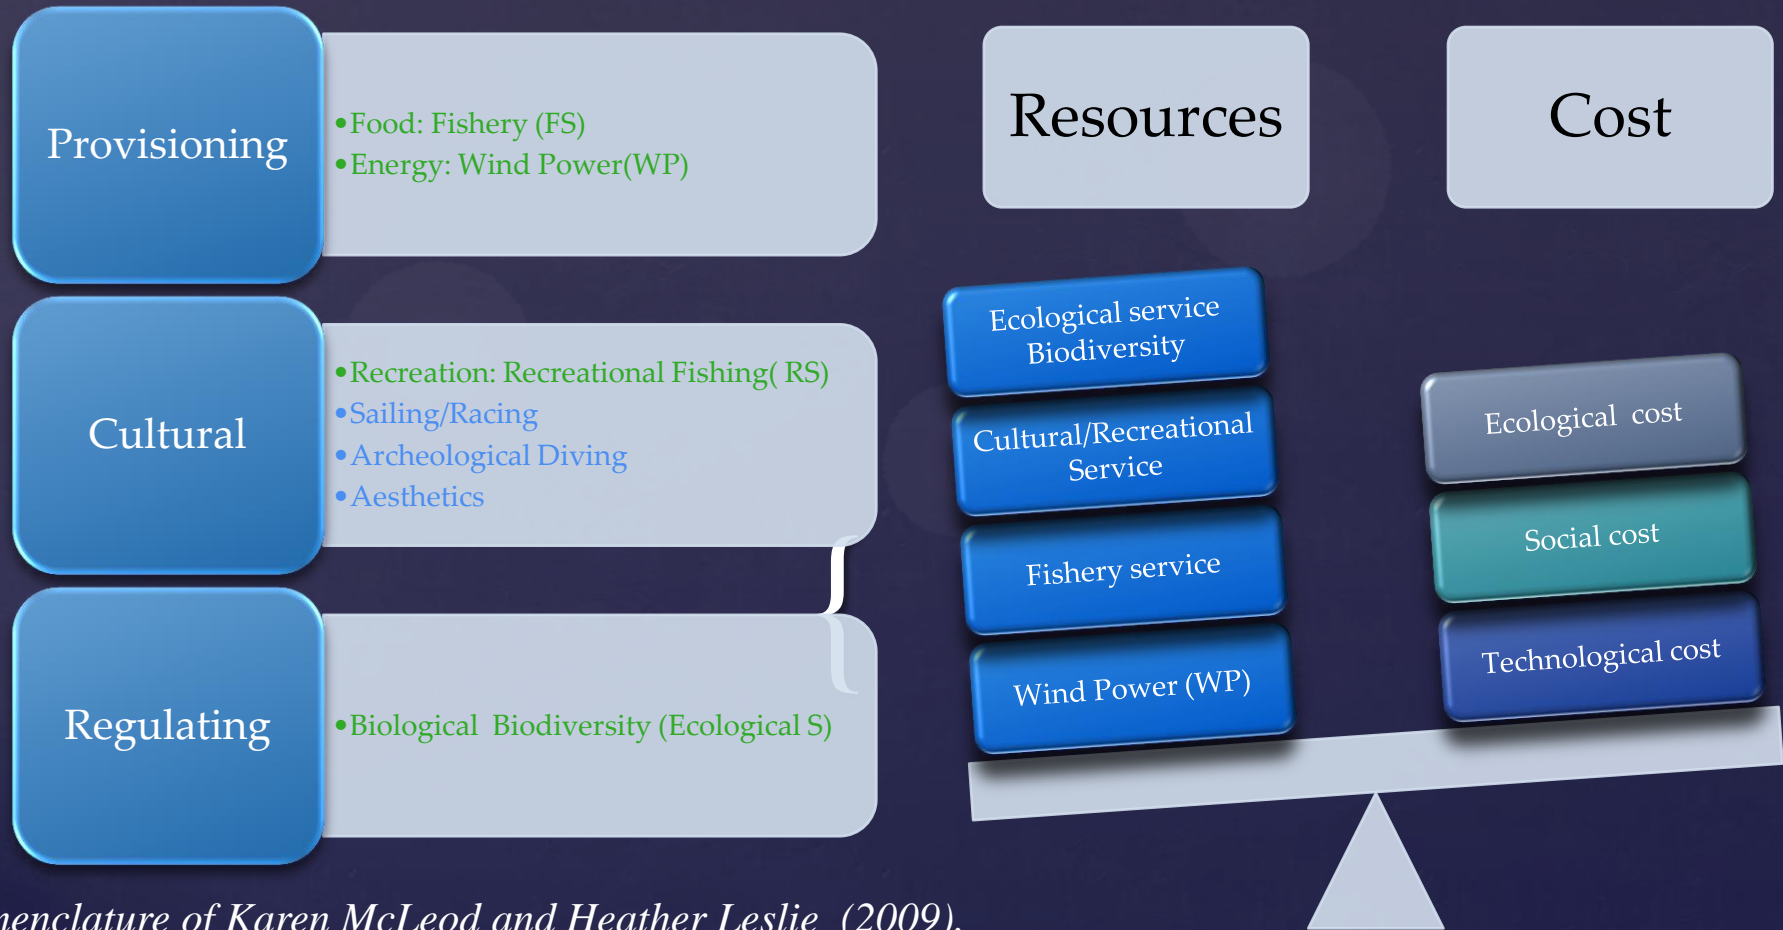 Provisioning
•Food: Fishery (FS)
•Energy: Wind Power(WP)
Cultural
•Recreation: Recreational Fishing( RS)
•Sailing/Racing
•Archeological Diving
•Aesthetics
Regulating
•Biological  Biodiversity (Ecological S)
Resources
Cost
Ecological service
Biodiversity
Cultural/Recreational
Service
Fishery service
Wind Power (WP)
Ecological  cost
Social cost
Technological cost
of Karen McLeod and Heather Leslie  (2009).